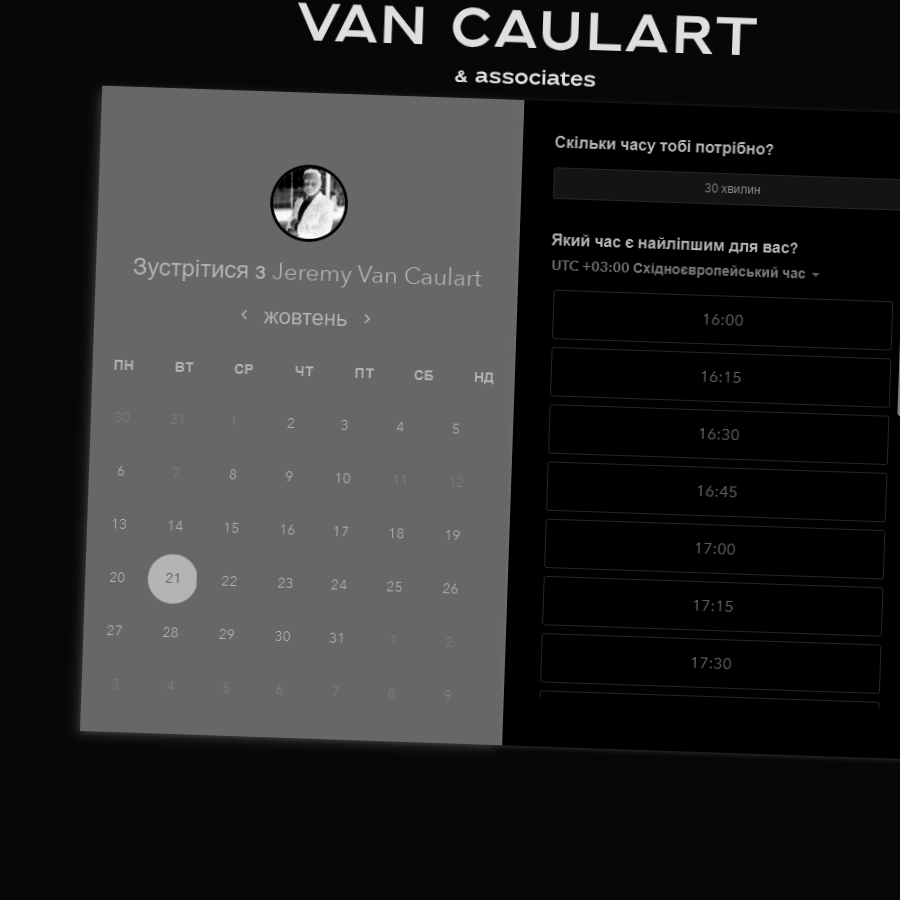 VAN CAULART
& associates
Зустрітися з Jeremy Van Caulart
жовтень
ПН ВТ СР ЧТ ПТ СБ НД
30 31 1 2 3 4 5
6 7 8 9 10 11 12
13 14 15 16 17 18 19
20 21 22 23 24 25 26
27 28 29 30 31 1 2
3 4 5 6 7 8 9
Скільки часу тобі потрібно?
30 хвилин
Який час є найліпшим для вас?
UTC +03:00 Східноєвропейський час
16:00
16:15
16:30
16:45
17:00
17:15
17:30